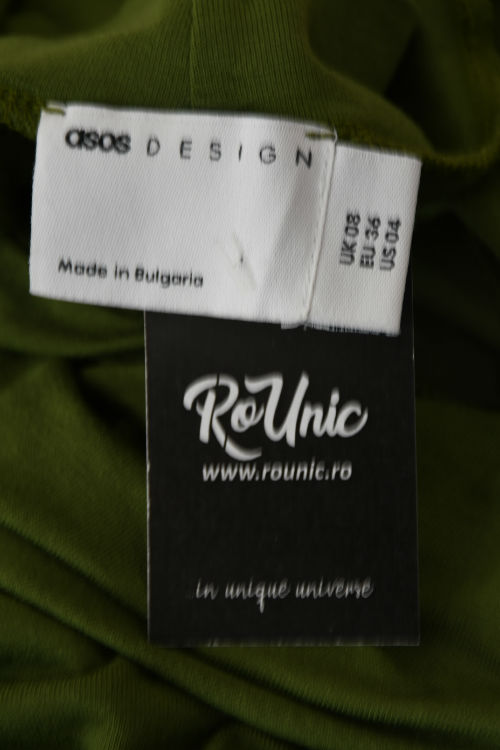 asos DESIGN
Made in Bulgaria
UK 08
EU 36
US 04
RoUnic
www.rounic.ro
in unique universe